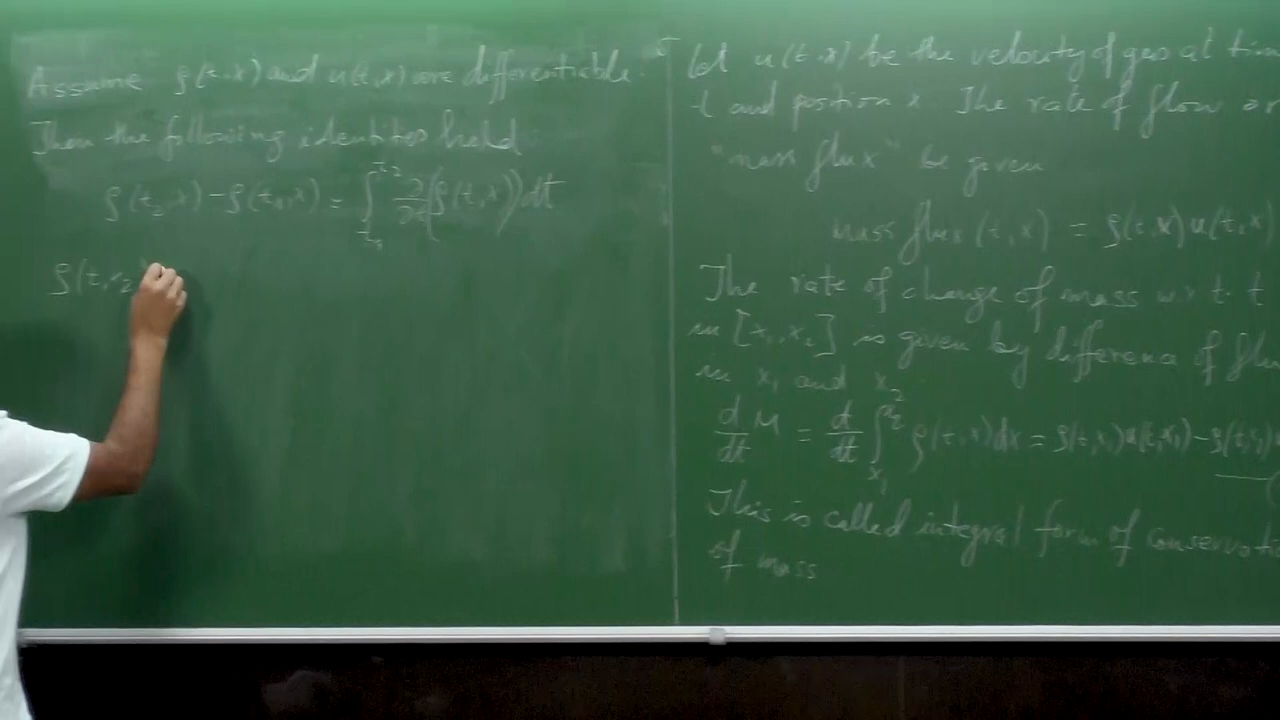 Assume ρ(t,x) and u(t,x) are differentiable.
Then the following identities hold
ρ(t₂,x) - ρ(t₁,x) = ∫_{t₁}^{t₂} ∂/∂t (ρ(t,x)) dt
ρ(t, x₂
Let u(t,x) be the velocity of gas at time
t and position x The rate of flow or
"mass flux" be given
mass flux (t,x) = ρ(t,x) u(t,x)
The rate of change of mass w.r.t. t
in [x₁,x₂] is given by difference of flu
in x₁ and x₂
d/dt M = d/dt ∫_{x₁}^{x₂} ρ(t,x) dx = ρ(t,x₁)u(t,x₁) - ρ(t,x₂)
This is called integral form of conservat
of mass